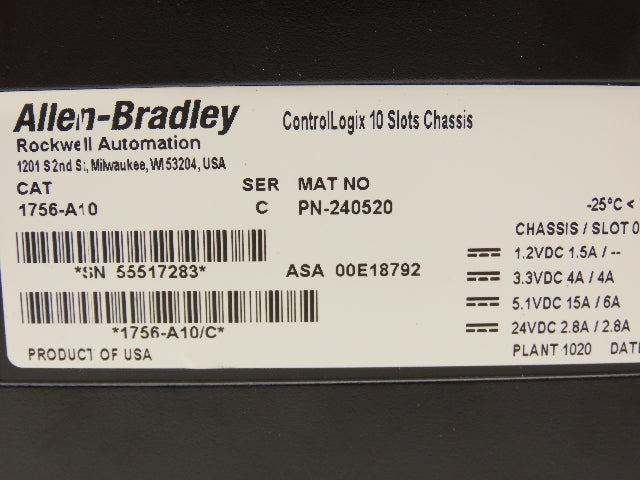 Allen-Bradley
ControlLogix 10 Slots Chassis
Rockwell Automation
1201 S 2nd St, Milwaukee, WI 53204, USA
CAT SER MAT NO
1756-A10 C PN-240520
-25°C <
CHASSIS / SLOT 0
1.2VDC 1.5A / --
*SN 55517283* ASA 00E18792
3.3VDC 4A / 4A
5.1VDC 15A / 6A
24VDC 2.8A / 2.8A
*1756-A10/C*
PRODUCT OF USA
PLANT 1020